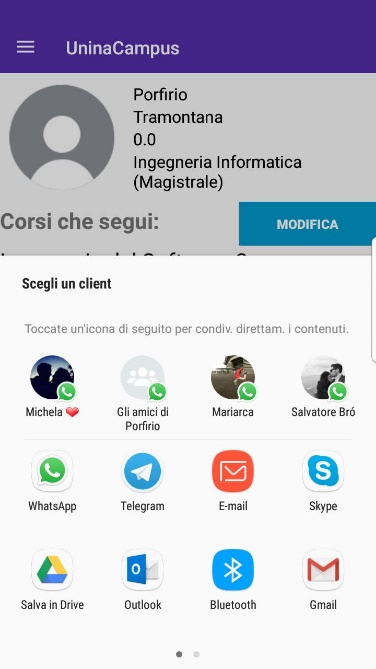 UninaCampus
Porfirio
Tramontana
0.0
Ingegneria Informatica
(Magistrale)
Corsi che segui:
MODIFICA
Scegli un client
Toccate un'icona di seguito per condiv. direttam. i contenuti.
Michela ❤
Gli amici di
Porfirio
Mariarca
Salvatore Bró
WhatsApp
Telegram
E-mail
Skype
Salva in Drive
Outlook
Bluetooth
Gmail